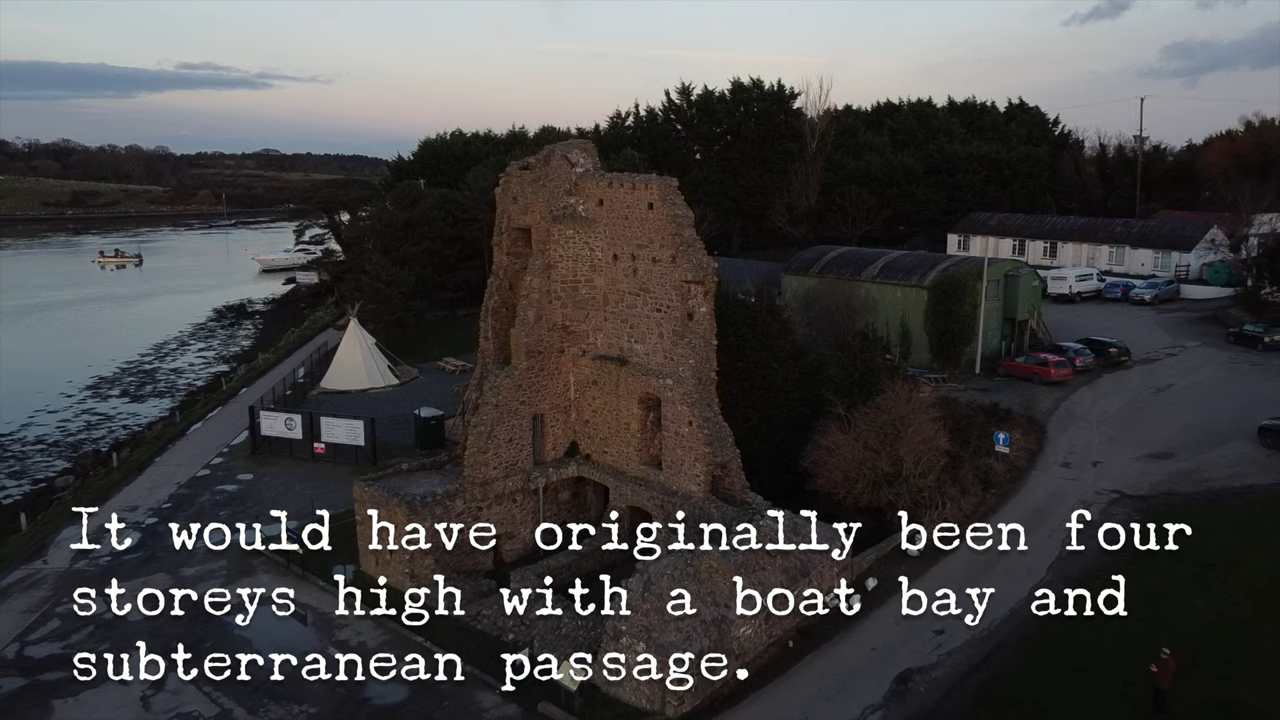 It would have originally been four
storeys high with a boat bay and
subterranean passage.